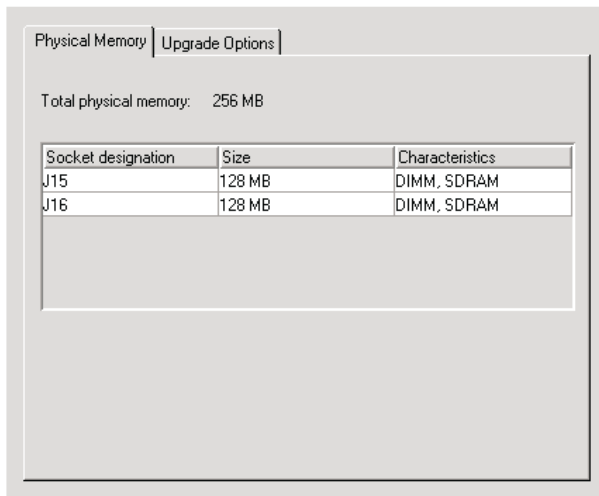 Physical Memory Upgrade Options
Total physical memory: 256 MB
Socket designation Size Characteristics
J15 128 MB DIMM, SDRAM
J16 128 MB DIMM, SDRAM